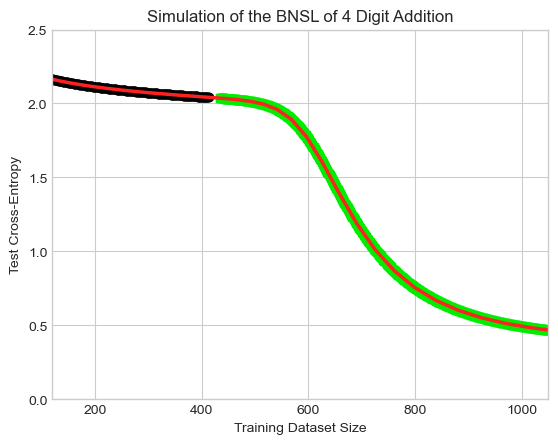 Simulation of the BNSL of 4 Digit Addition
2.5
2.0
1.5
1.0
0.5
0.0
Test Cross-Entropy
200 400 600 800 1000
Training Dataset Size